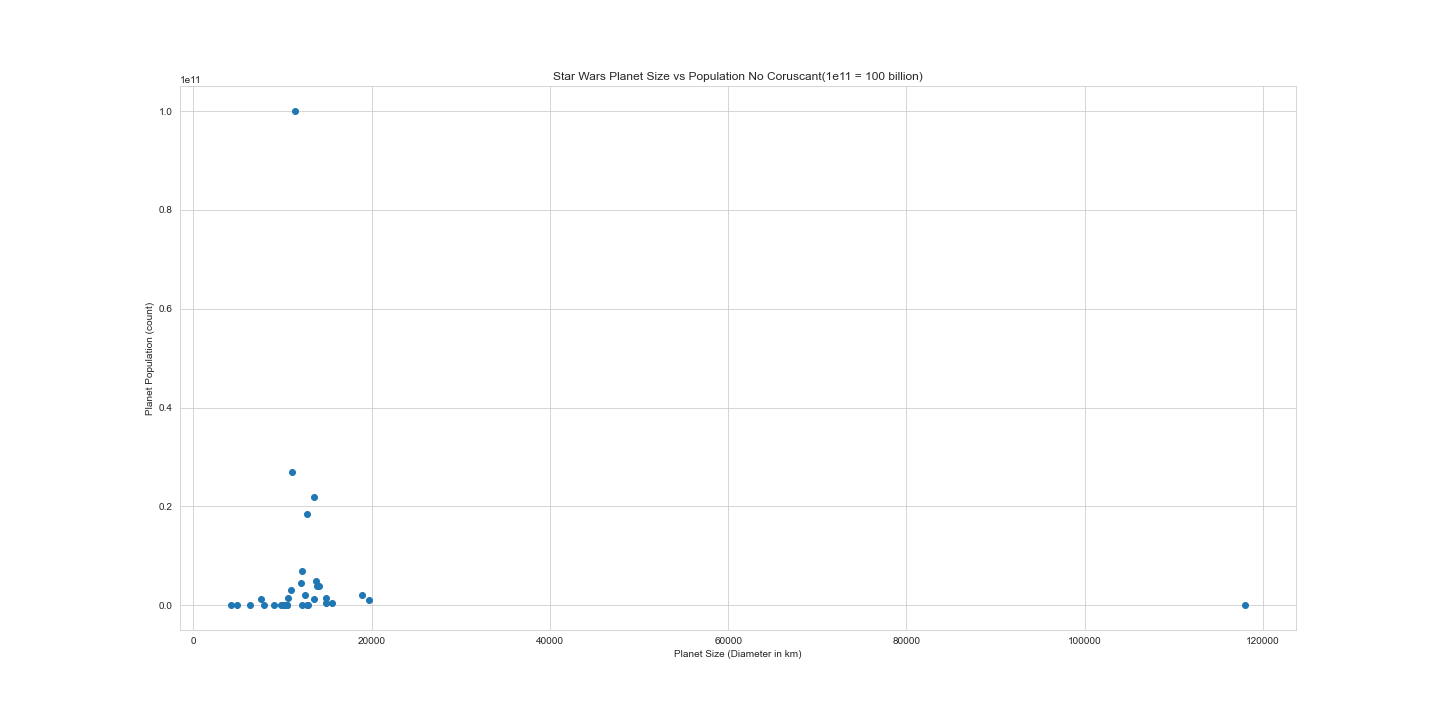 Star Wars Planet Size vs Population No Coruscant(1e11 = 100 billion)
1e11
1.0
0.8
0.6
0.4
0.2
0.0
Planet Population (count)
0 20000 40000 60000 80000 100000 120000
Planet Size (Diameter in km)